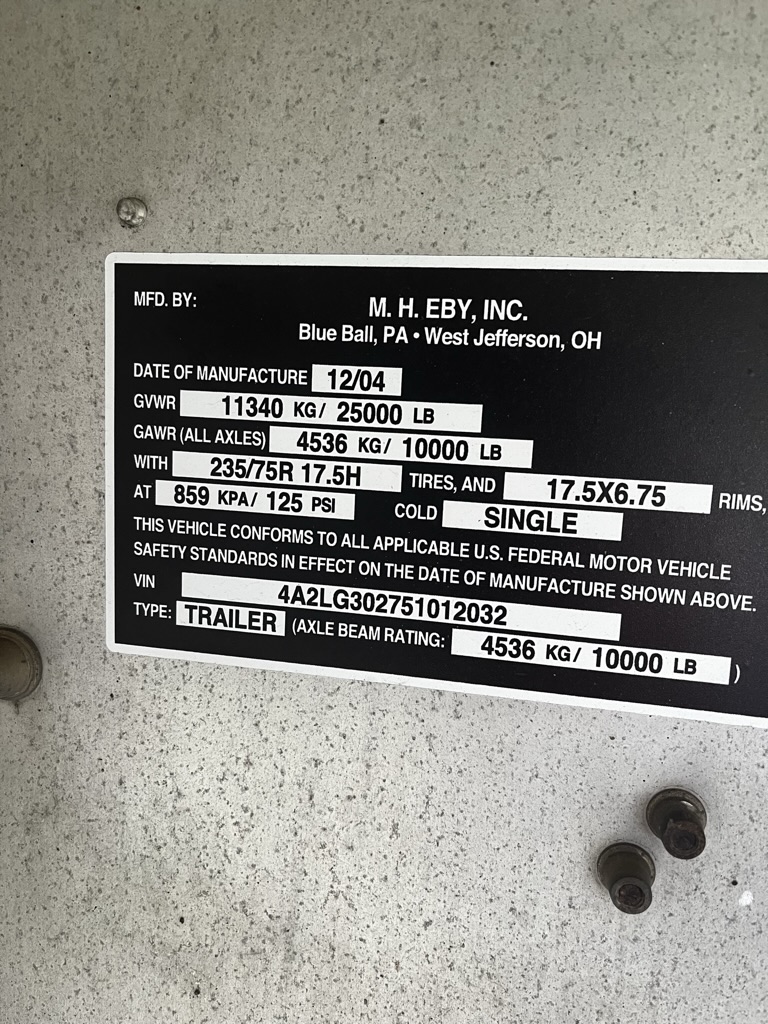 MFD. BY:
M. H. EBY, INC.
Blue Ball, PA • West Jefferson, OH
DATE OF MANUFACTURE 12/04
GVWR 11340 KG/ 25000 LB
GAWR (ALL AXLES) 4536 KG/ 10000 LB
WITH 235/75R 17.5H TIRES, AND 17.5X6.75 RIMS,
AT 859 KPA/ 125 PSI COLD SINGLE
THIS VEHICLE CONFORMS TO ALL APPLICABLE U.S. FEDERAL MOTOR VEHICLE
SAFETY STANDARDS IN EFFECT ON THE DATE OF MANUFACTURE SHOWN ABOVE.
VIN 4A2LG302751012032
TYPE: TRAILER (AXLE BEAM RATING: 4536 KG/ 10000 LB )